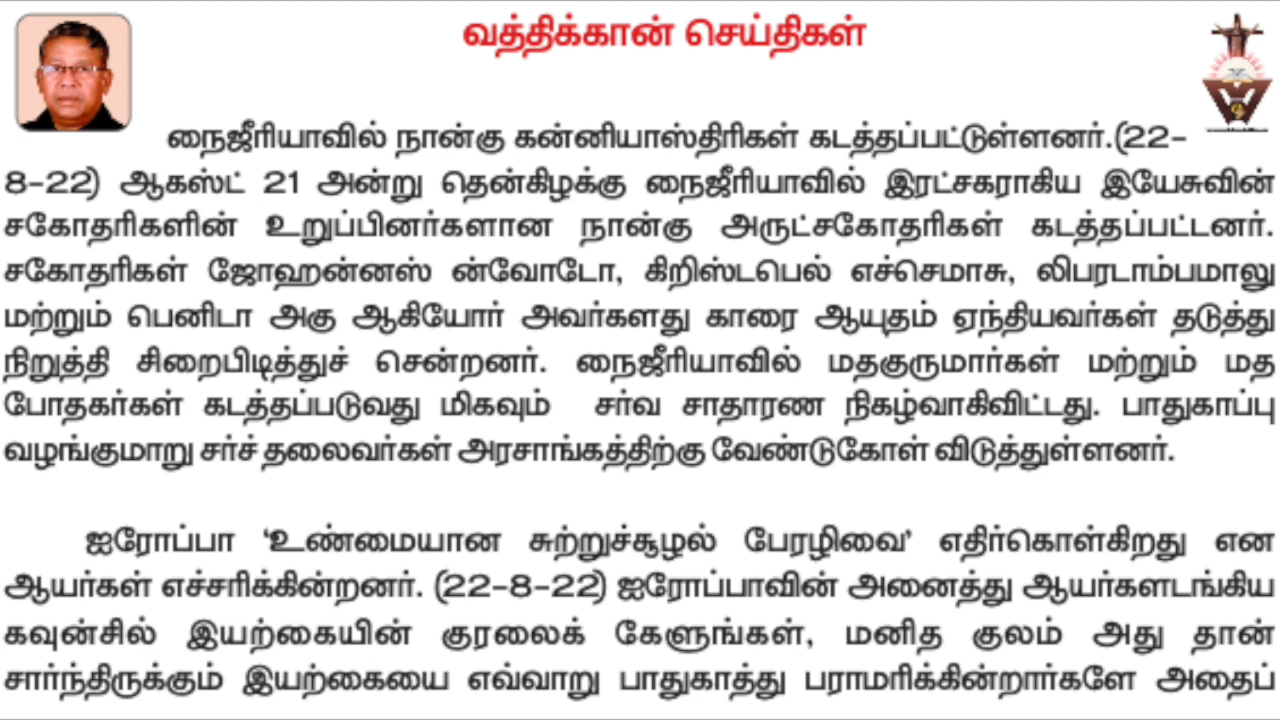 வத்திக்கான் செய்திகள்
நைஜீரியாவில் நான்கு கன்னியாஸ்திரிகள் கடத்தப்பட்டுள்ளனர்.(22-
8-22) ஆகஸ்ட் 21 அன்று தென்கிழக்கு நைஜீரியாவில் இரட்சகராகிய இயேசுவின்
சகோதரிகளின் உறுப்பினர்களான நான்கு அருட்சகோதரிகள் கடத்தப்பட்டனர்.
சகோதரிகள் ஜோஹன்னஸ் ன்வோடோ, கிறிஸ்டபெல் எச்செமாசு, லிபரடாம்பமாலு
மற்றும் பெனிடா அகு ஆகியோர் அவர்களது காரை ஆயுதம் ஏந்தியவர்கள் தடுத்து
நிறுத்தி சிறைபிடித்துச் சென்றனர். நைஜீரியாவில் மதகுருமார்கள் மற்றும் மத
போதகர்கள் கடத்தப்படுவது மிகவும் சர்வ சாதாரண நிகழ்வாகிவிட்டது. பாதுகாப்பு
வழங்குமாறு சர்ச் தலைவர்கள் அரசாங்கத்திற்கு வேண்டுகோள் விடுத்துள்ளனர்.
ஐரோப்பா 'உண்மையான சுற்றுச்சூழல் பேரழிவை' எதிர்கொள்கிறது என
ஆயர்கள் எச்சரிக்கின்றனர். (22-8-22) ஐரோப்பாவின் அனைத்து ஆயர்களடங்கிய
கவுன்சில் இயற்கையின் குரலைக் கேளுங்கள், மனித குலம் அது தான்
சார்ந்திருக்கும் இயற்கையை எவ்வாறு பாதுகாத்து பராமரிக்கின்றார்களே அதைப்